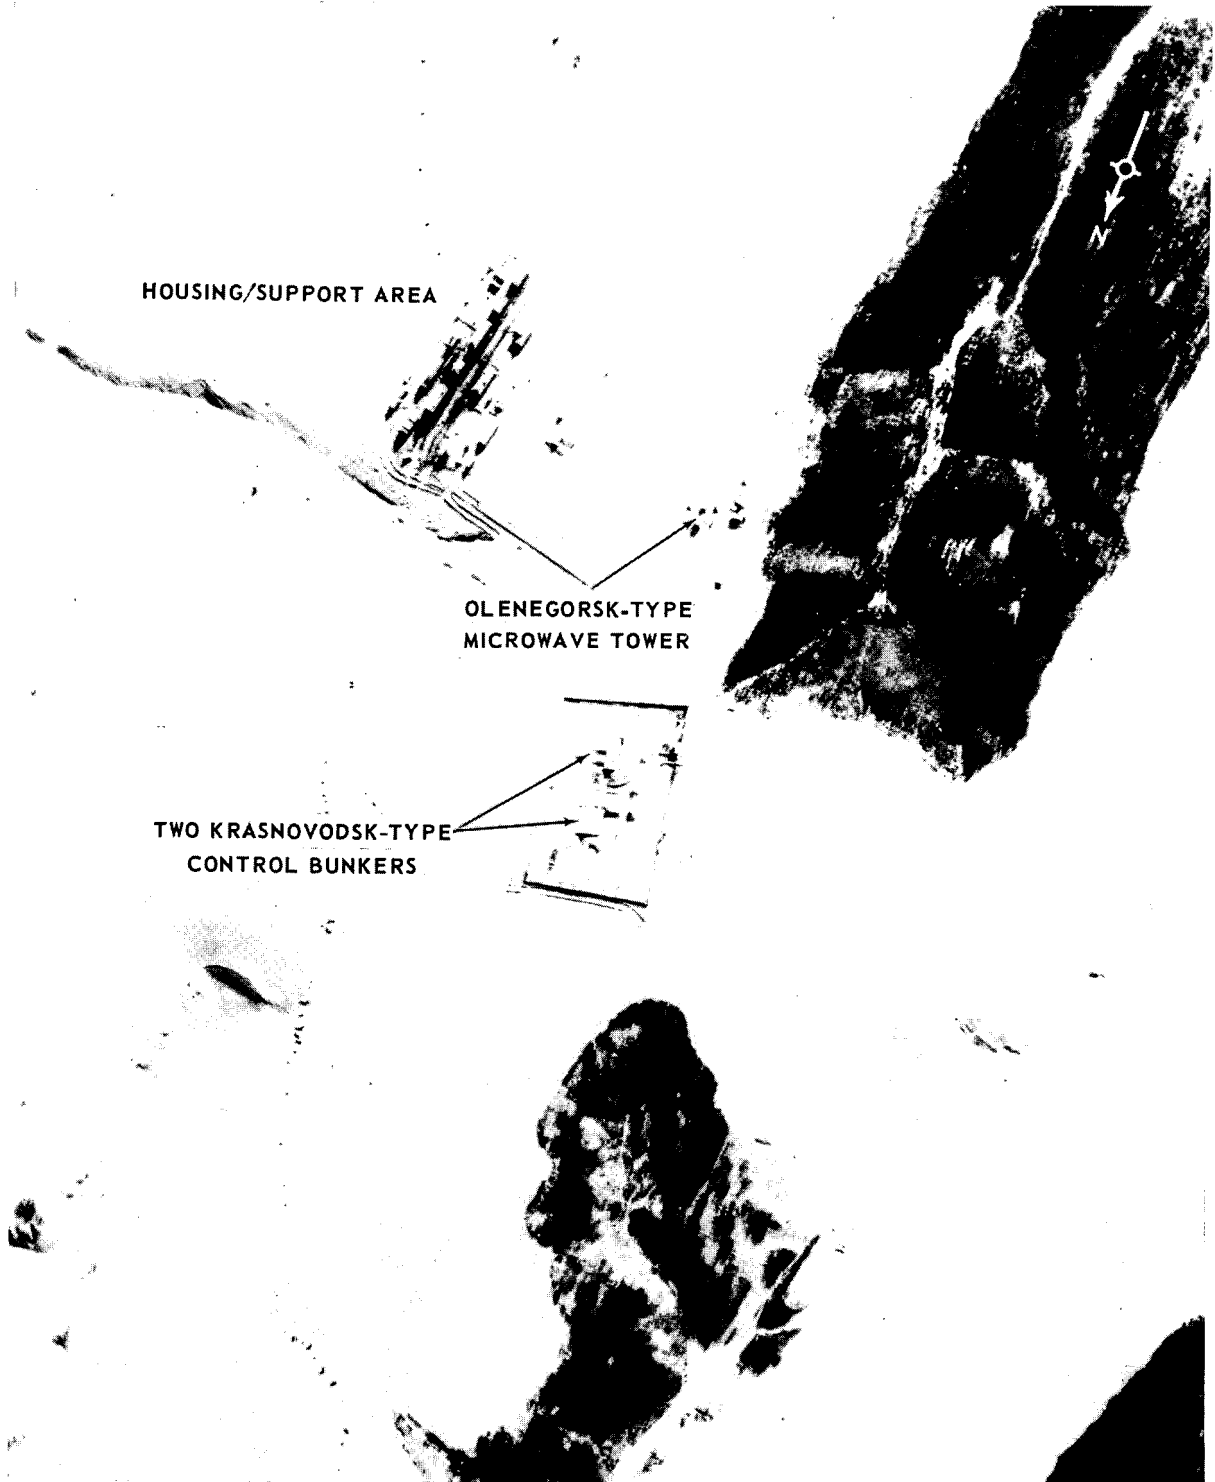 N
HOUSING/SUPPORT AREA
OLENEGORSK-TYPE
MICROWAVE TOWER
TWO KRASNOVODSK-TYPE
CONTROL BUNKERS